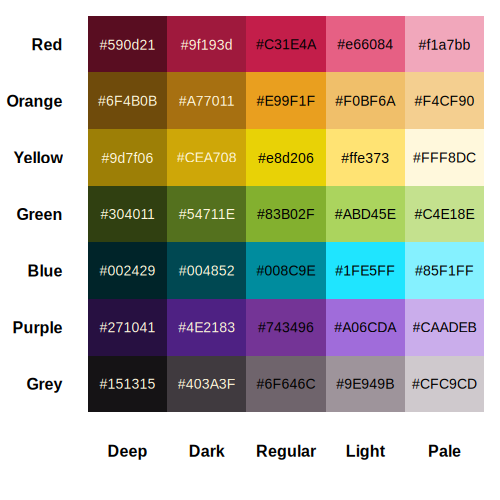 Red #590d21 #9f193d #C31E4A #e66084 #f1a7bb
Orange #6F4B0B #A77011 #E99F1F #F0BF6A #F4CF90
Yellow #9d7f06 #CEA708 #e8d206 #ffe373 #FFF8DC
Green #304011 #54711E #83B02F #ABD45E #C4E18E
Blue #002429 #004852 #008C9E #1FE5FF #85F1FF
Purple #271041 #4E2183 #743496 #A06CDA #CAADEB
Grey #151315 #403A3F #6F646C #9E949B #CFC9CD
Deep Dark Regular Light Pale